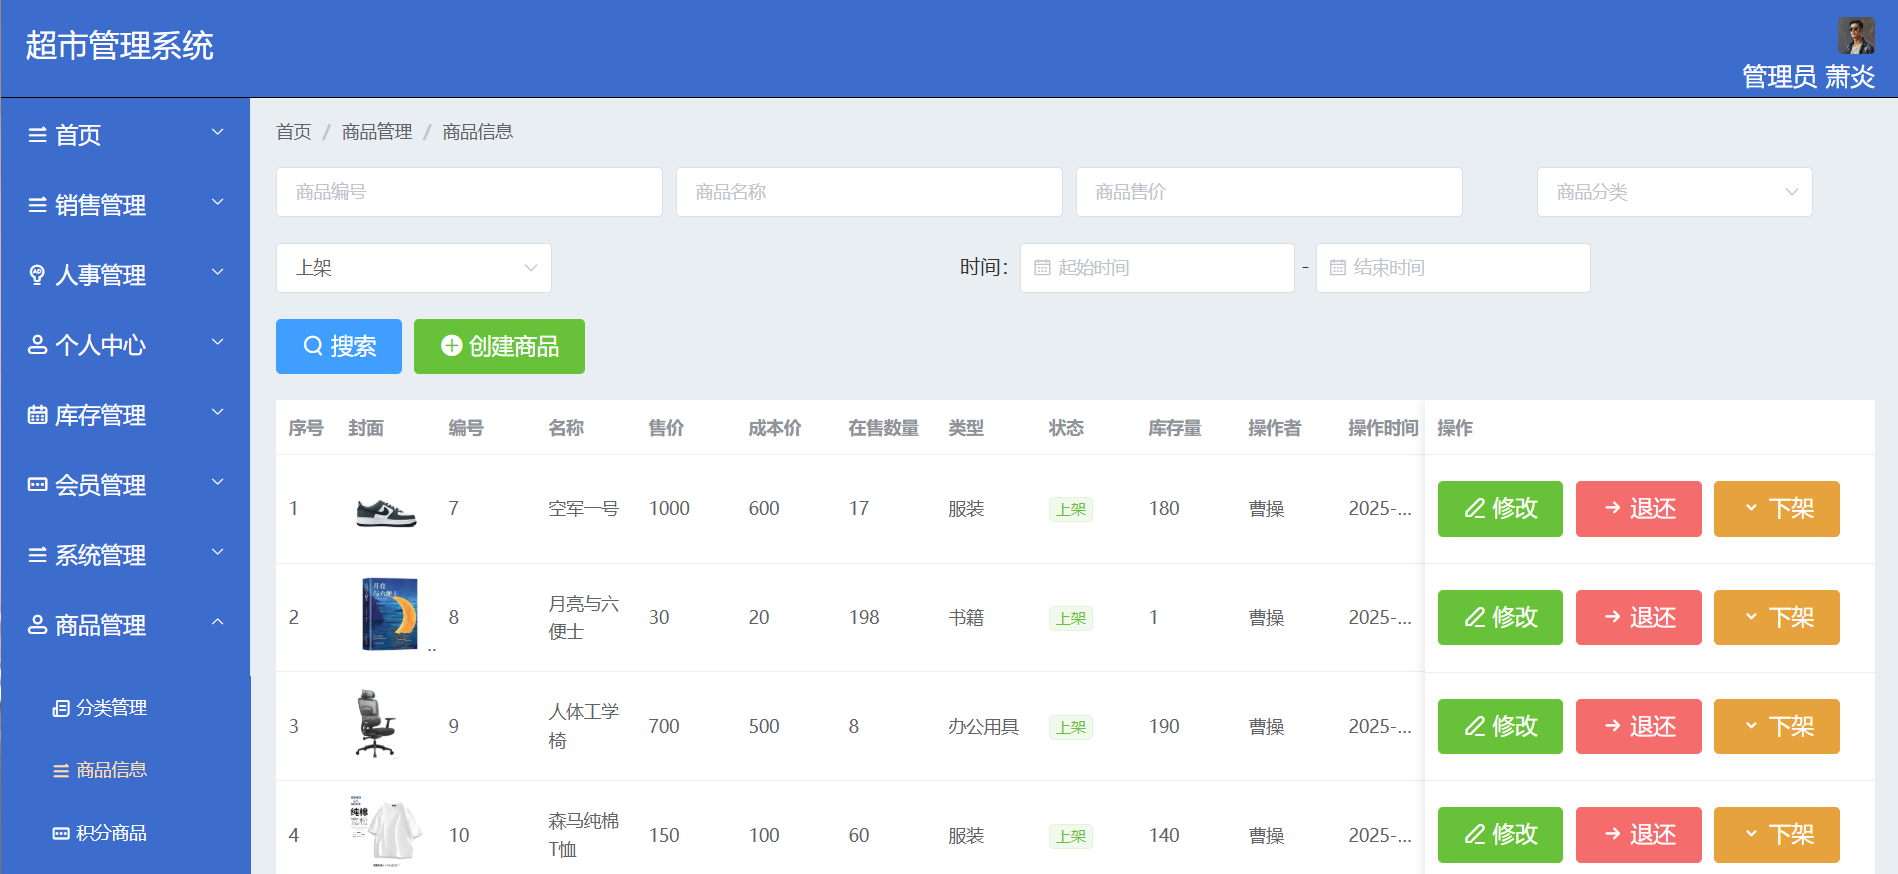 超市管理系统
管理员 萧炎
首页
销售管理
人事管理
个人中心
库存管理
会员管理
系统管理
商品管理
分类管理
商品信息
积分商品
首页 / 商品管理 / 商品信息
商品编号 商品名称 商品售价 商品分类
上架 时间： 起始时间 - 结束时间
搜索 创建商品
序号 封面 编号 名称 售价 成本价 在售数量 类型 状态 库存量 操作者 操作时间 操作
1 7 空军一号 1000 600 17 服装 上架 180 曹操 2025-... 修改 退还 下架
2 .. 8 月亮与六便士 30 20 198 书籍 上架 1 曹操 2025-... 修改 退还 下架
3 9 人体工学椅 700 500 8 办公用具 上架 190 曹操 2025-... 修改 退还 下架
4 10 森马纯棉T恤 150 100 60 服装 上架 140 曹操 2025-... 修改 退还 下架
月亮
与六便士
纯棉